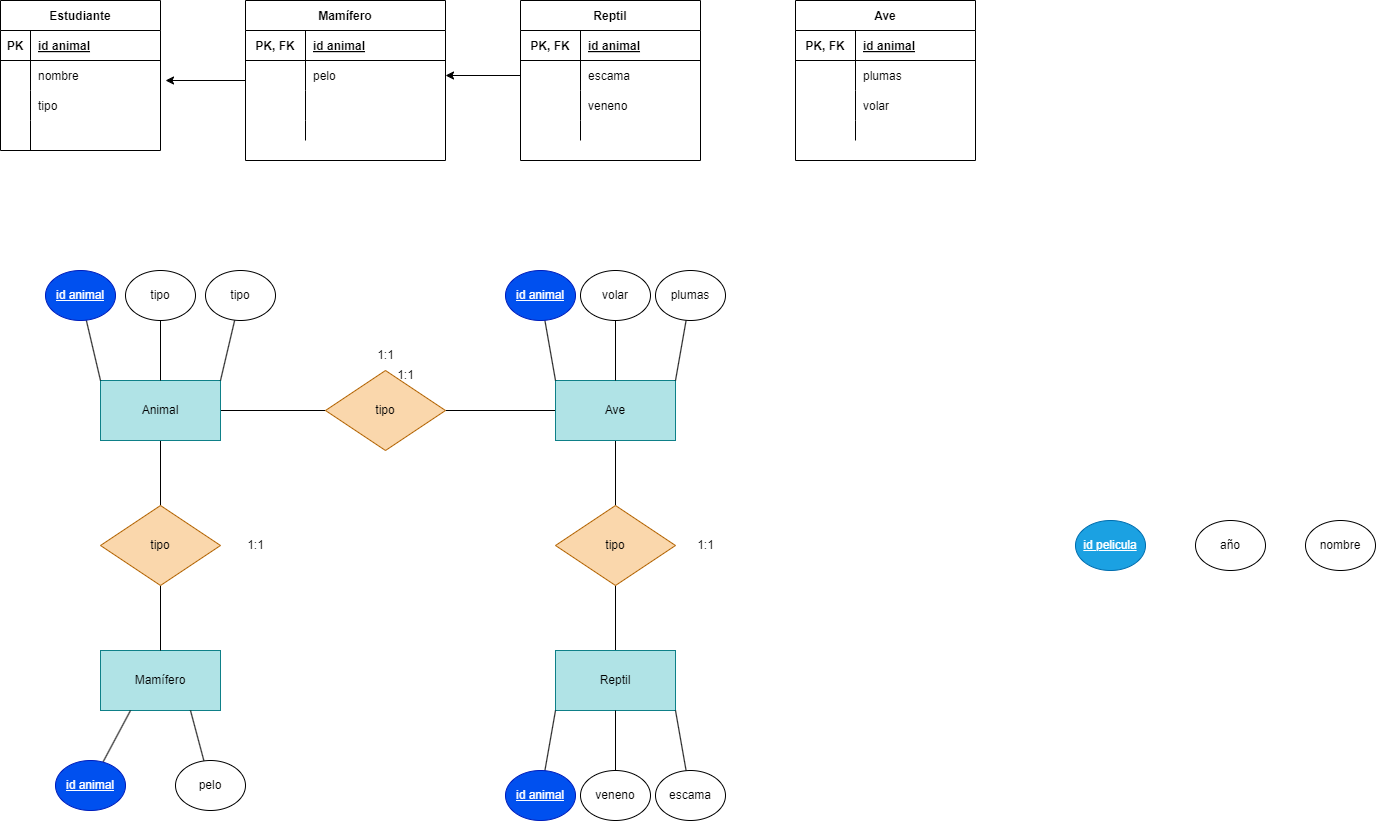 Estudiante
PK id animal
nombre
tipo
Mamífero
PK, FK id animal
pelo
Reptil
PK, FK id animal
escama
veneno
Ave
PK, FK id animal
plumas
volar
id animal tipo tipo
id animal volar plumas
1:1
1:1
Animal tipo Ave
tipo 1:1
tipo 1:1
id pelicula año nombre
Mamífero Reptil
id animal pelo
id animal veneno escama